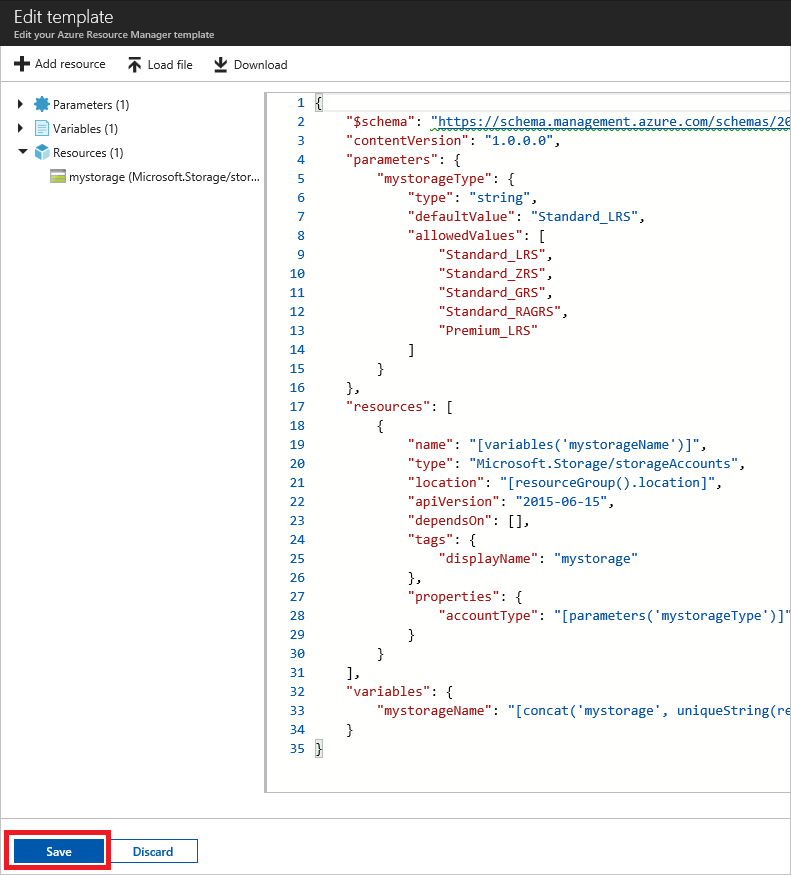 Edit template
Edit your Azure Resource Manager template
Add resource Load file Download
Parameters (1)
Variables (1)
Resources (1)
mystorage (Microsoft.Storage/stor...
1 {
2 "$schema": "https://schema.management.azure.com/schemas/20
3 "contentVersion": "1.0.0.0",
4 "parameters": {
5 "mystorageType": {
6 "type": "string",
7 "defaultValue": "Standard_LRS",
8 "allowedValues": [
9 "Standard_LRS",
10 "Standard_ZRS",
11 "Standard_GRS",
12 "Standard_RAGRS",
13 "Premium_LRS"
14 ]
15 }
16 },
17 "resources": [
18 {
19 "name": "[variables('mystorageName')]",
20 "type": "Microsoft.Storage/storageAccounts",
21 "location": "[resourceGroup().location]",
22 "apiVersion": "2015-06-15",
23 "dependsOn": [],
24 "tags": {
25 "displayName": "mystorage"
26 },
27 "properties": {
28 "accountType": "[parameters('mystorageType')]"
29 }
30 }
31 ],
32 "variables": {
33 "mystorageName": "[concat('mystorage', uniqueString(re
34 }
35 }
Save Discard